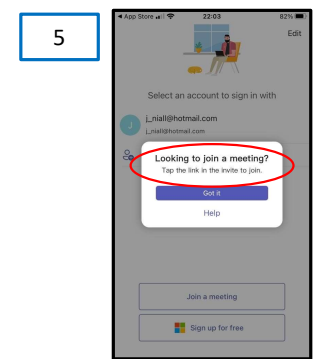 5
App Store 22:03 82%
Edit
Select an account to sign in with
J j_niall@hotmail.com
j_niall@hotmail.com
Looking to join a meeting?
Tap the link in the invite to join.
Got it
Help
Join a meeting
Sign up for free